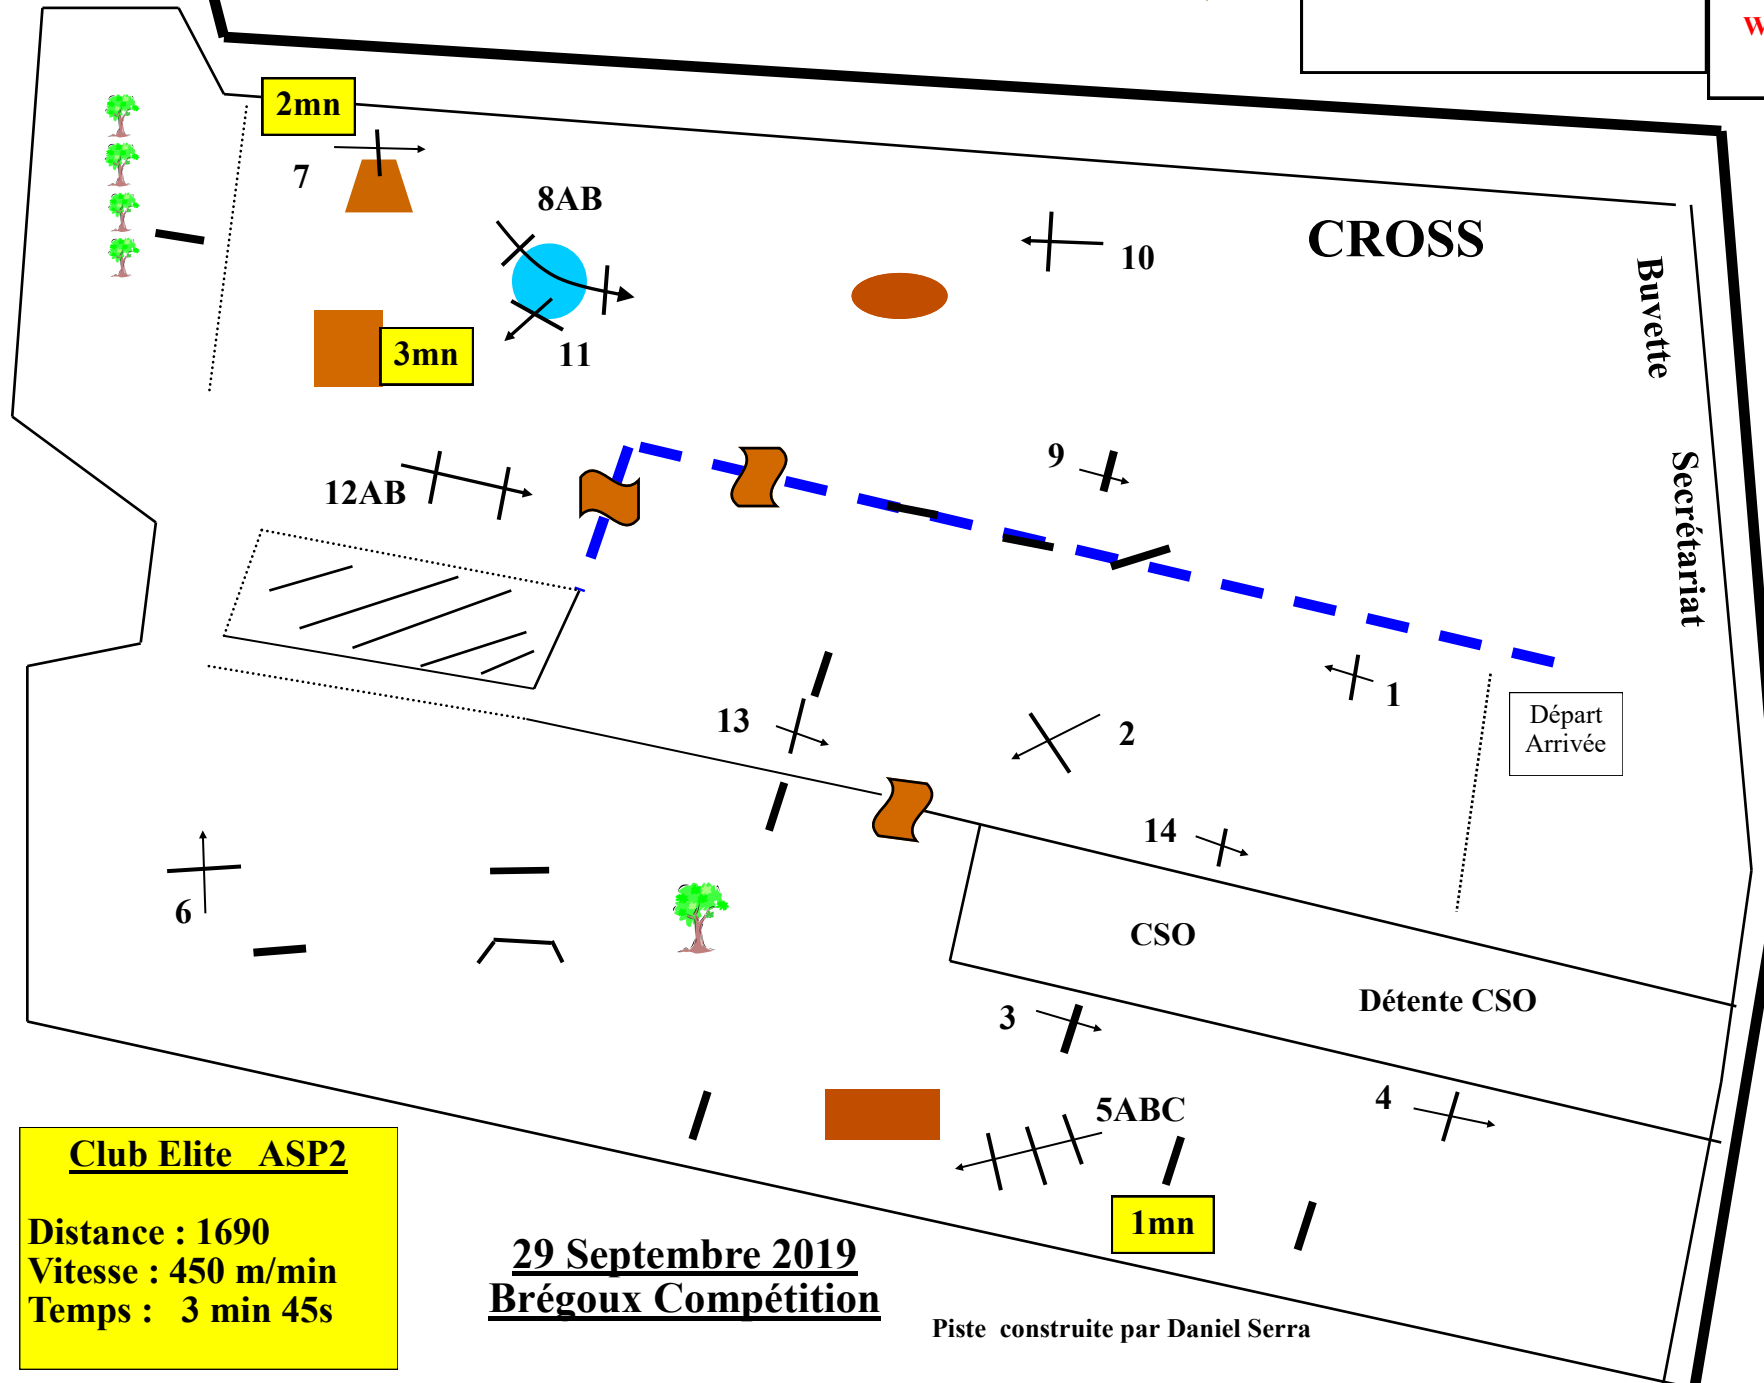 W
2mn
7
8AB
10
CROSS
Buvette
3mn
11
9
12AB
Secrétariat
1
13
2
Départ
Arrivée
14
6
CSO
Détente CSO
3
4
5ABC
1mn
Club Elite ASP2
Distance : 1690
Vitesse : 450 m/min
Temps : 3 min 45s
29 Septembre 2019
Brégoux Compétition
Piste construite par Daniel Serra